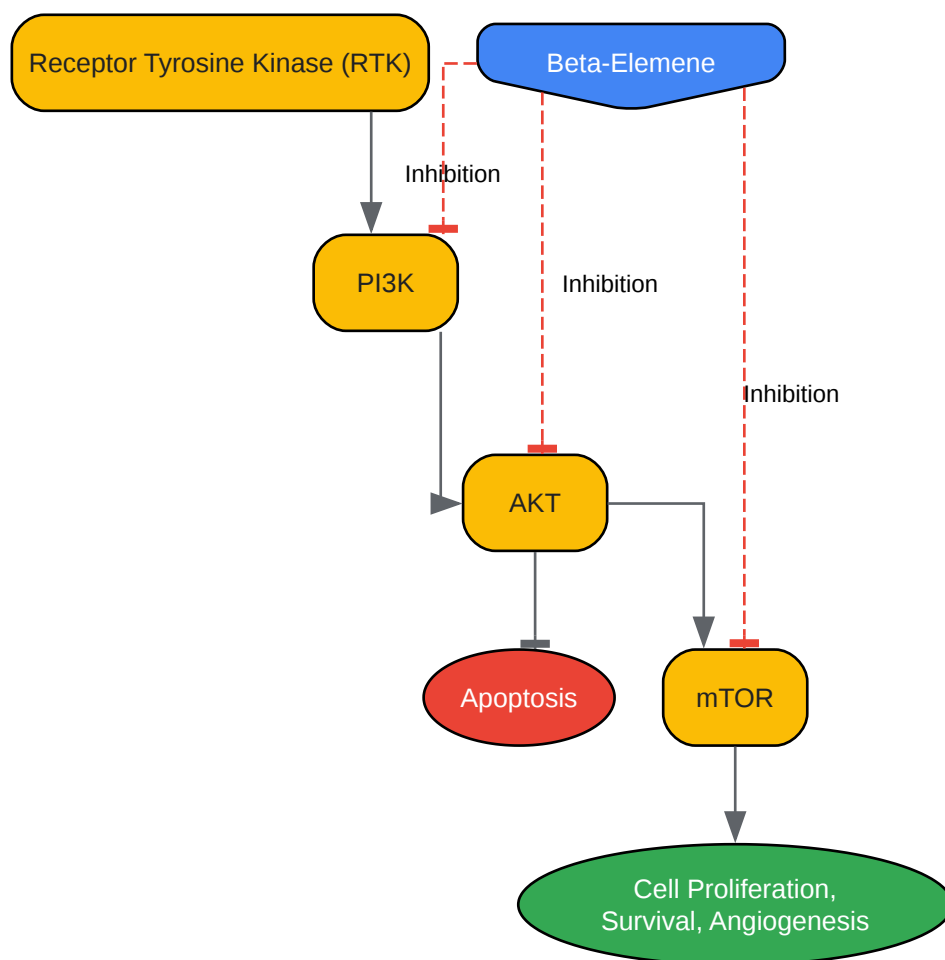 Receptor Tyrosine Kinase (RTK)
Beta-Elemene
Inhibition
PI3K
Inhibition
Inhibition
AKT
Apoptosis
mTOR
Cell Proliferation,
Survival, Angiogenesis